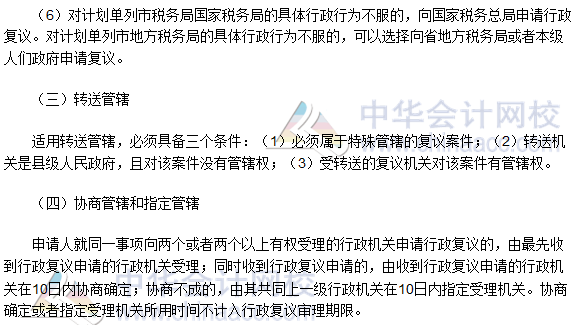 （6）对计划单列市税务局国家税务局的具体行政行为不服的，向国家税务总局申请行政
复议。对计划单列市地方税务局的具体行政行为不服的，可以选择向省地方税务局或者本级
人们政府申请复议。
（三）转送管辖
中华会计网校
适用转送管辖，必须具备三个条件：（1）必须属于特殊管辖的复议案件；（2）转送机
关是县级人民政府，且对该案件没有管辖权；（3）受转送的复议机关对该案件有管辖权。
（四）协商管辖和指定管辖
申请人就同一事项向两个或者两个以上有权受理的行政机关申请行政复议的，由最先收
到行政复议申请的行政机关受理；同时收到行政复议申请的，由收到行政复议申请的行政机
中华会计网校
关在10日内协商确定；协商不成的，由其共同上一级行政机关在10日内指定受理机关。协商
确定或者指定受理机关所用时间不计入行政复议审理期限。